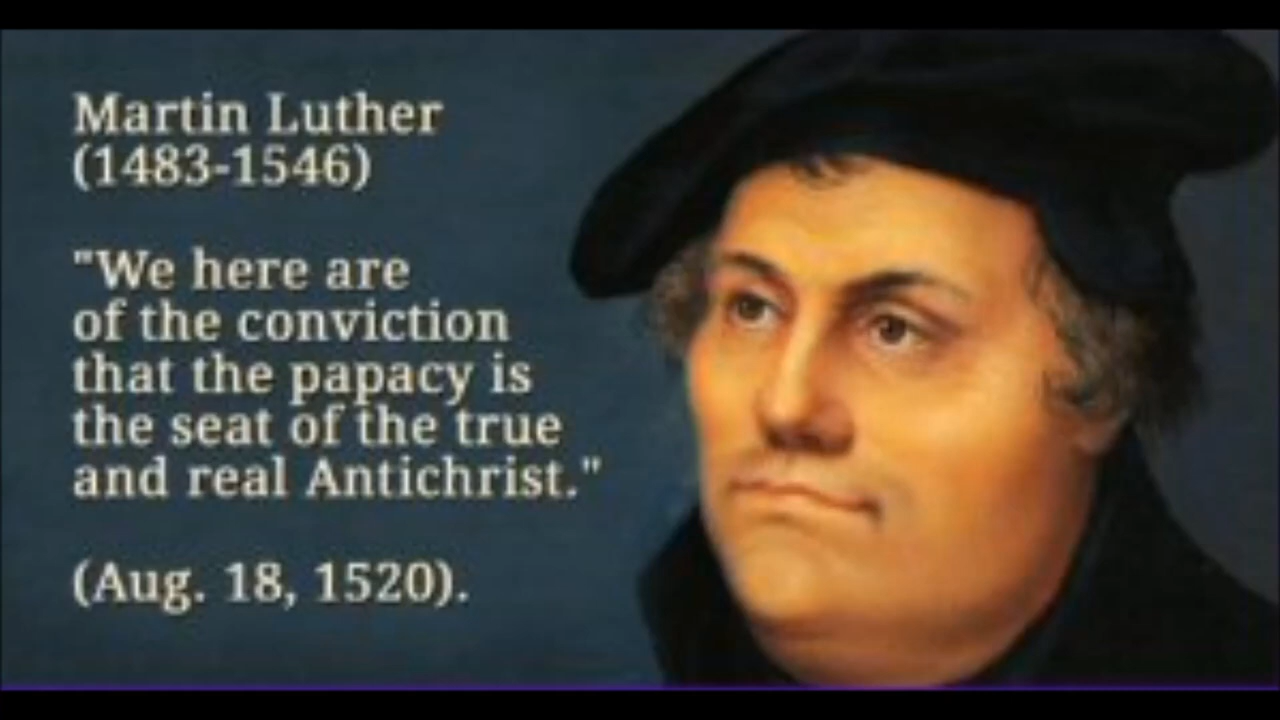 Martin Luther
(1483-1546)
"We here are
of the conviction
that the papacy is
the seat of the true
and real Antichrist."
(Aug. 18, 1520).